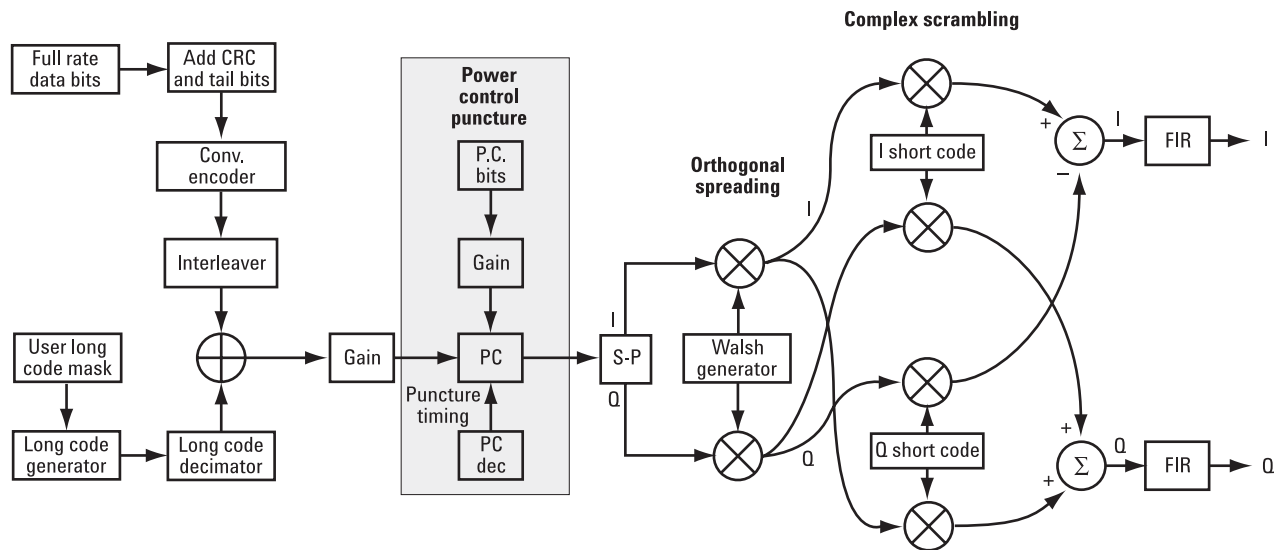 Complex scrambling
Full rate
data bits
Add CRC
and tail bits
Power
control
puncture
Conv.
encoder
P.C.
bits
Orthogonal
spreading
I short code
+
Σ
−
I
FIR
I
I
Interleaver
Gain
User long
code mask
Gain
PC
I
S-P
Q
Walsh
generator
Puncture
timing
Long code
generator
Long code
decimator
PC
dec
Q
Q short code
+
+
Σ
Q
FIR
Q